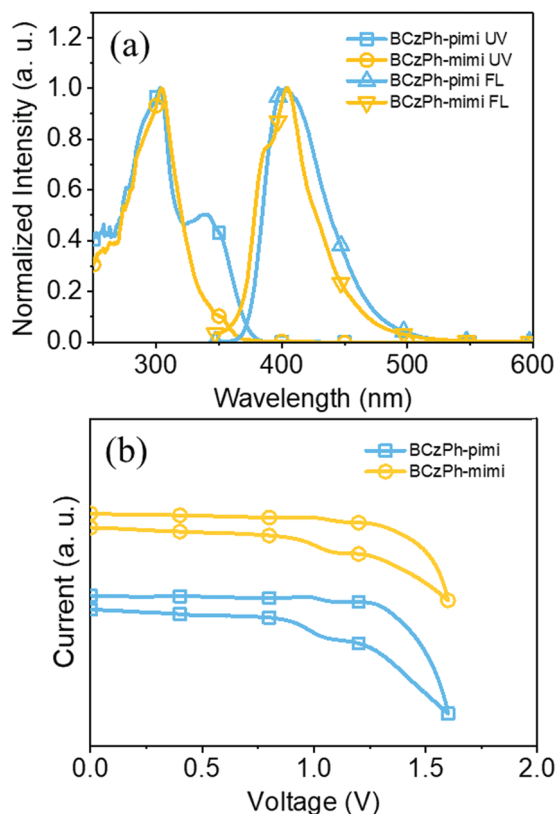 (a)
BCzPh-pimi UV
BCzPh-mimi UV
BCzPh-pimi FL
BCzPh-mimi FL
Normalized Intensity (a. u.)
1.2
1.0
0.8
0.6
0.4
0.2
0.0
300 400 500 600
Wavelength (nm)
(b)
BCzPh-pimi
BCzPh-mimi
Current (a. u.)
0.0 0.5 1.0 1.5 2.0
Voltage (V)